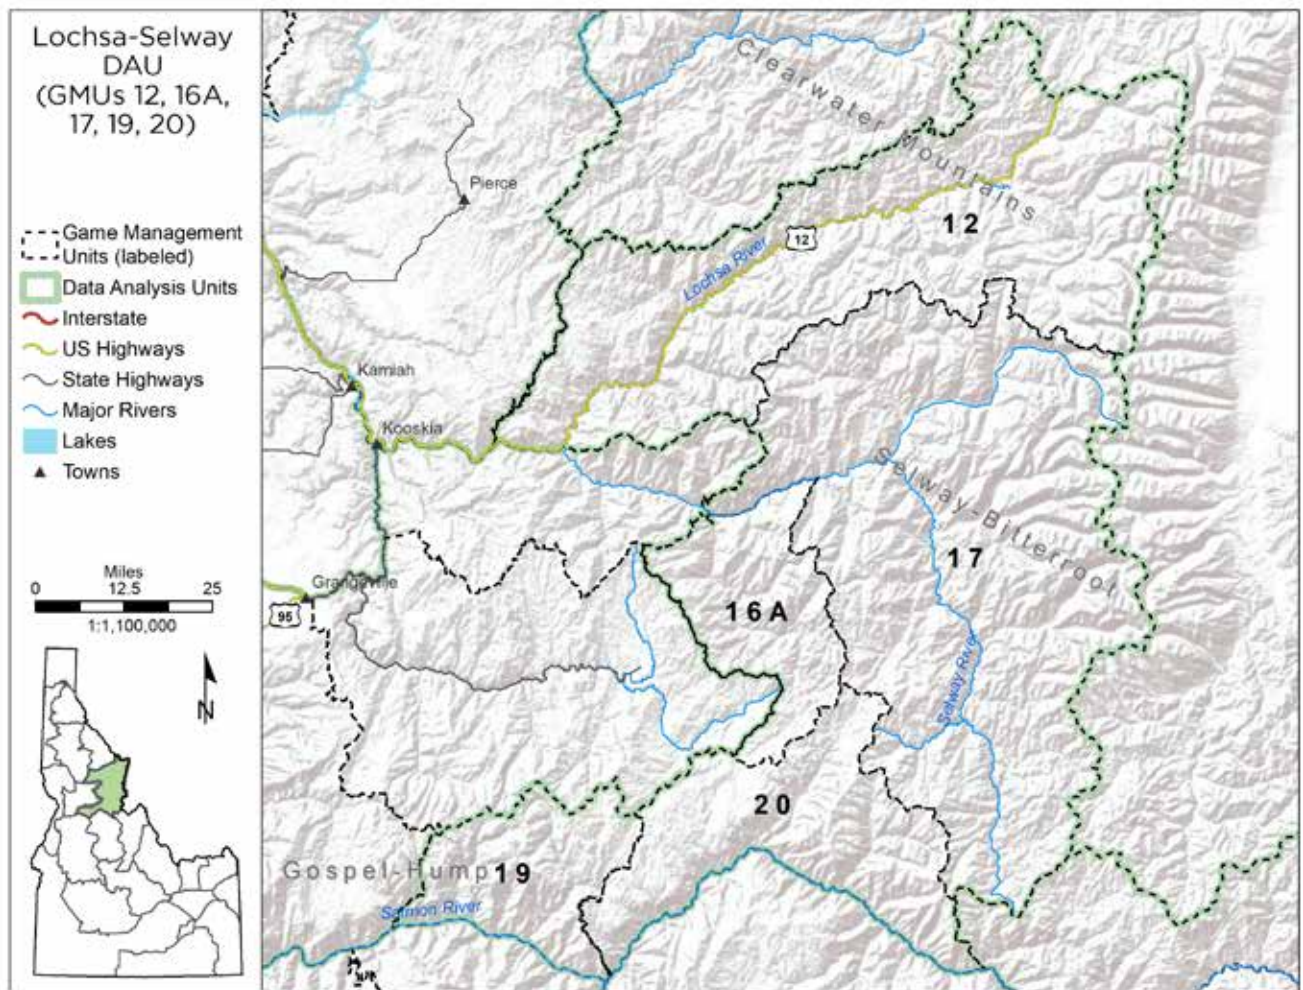 Lochsa-Selway
DAU
(GMUs 12, 16A,
17, 19, 20)
Game Management
Units (labeled)
Data Analysis Units
Interstate
US Highways
State Highways
Major Rivers
Lakes
Towns
Miles
0 12.5 25
1:1,100,000
N
Clearwater Mountains
Pierce
12
12
Lochsa River
Kamiah
Kooskia
Selway-Bitterroot
17
Grangeville
95
16A
Selway River
20
Gospel-Hump
19
Salmon River